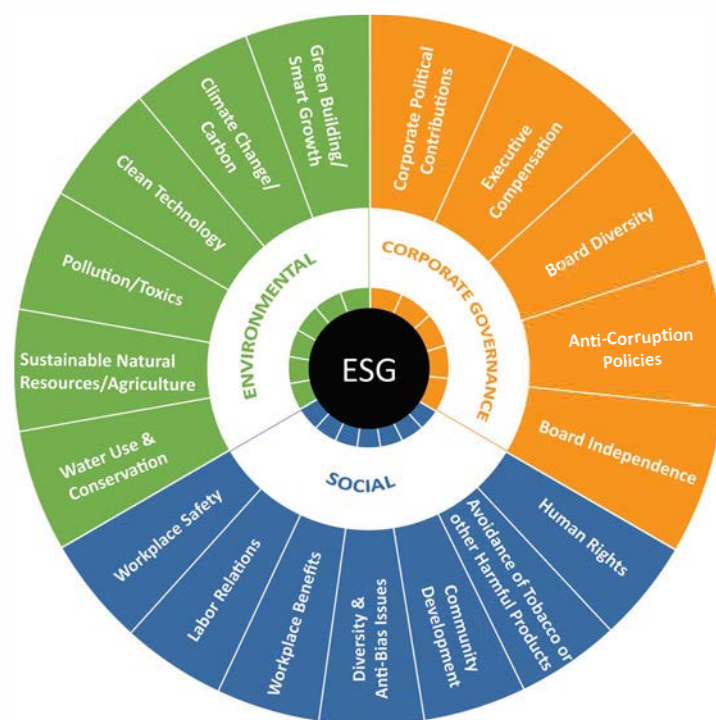 Green Building/
Smart Growth
Climate Change/
Carbon
Clean Technology
Pollution/Toxics
Sustainable Natural
Resources/Agriculture
Water Use &
Conservation
ENVIRONMENTAL
Corporate Political
Contributions
Executive
Compensation
Board Diversity
Anti-Corruption
Policies
Board Independence
CORPORATE GOVERNANCE
ESG
SOCIAL
Workplace Safety
Labor Relations
Workplace Benefits
Diversity &
Anti-Bias Issues
Community
Development
Avoidance of Tobacco or
other Harmful Products
Human Rights